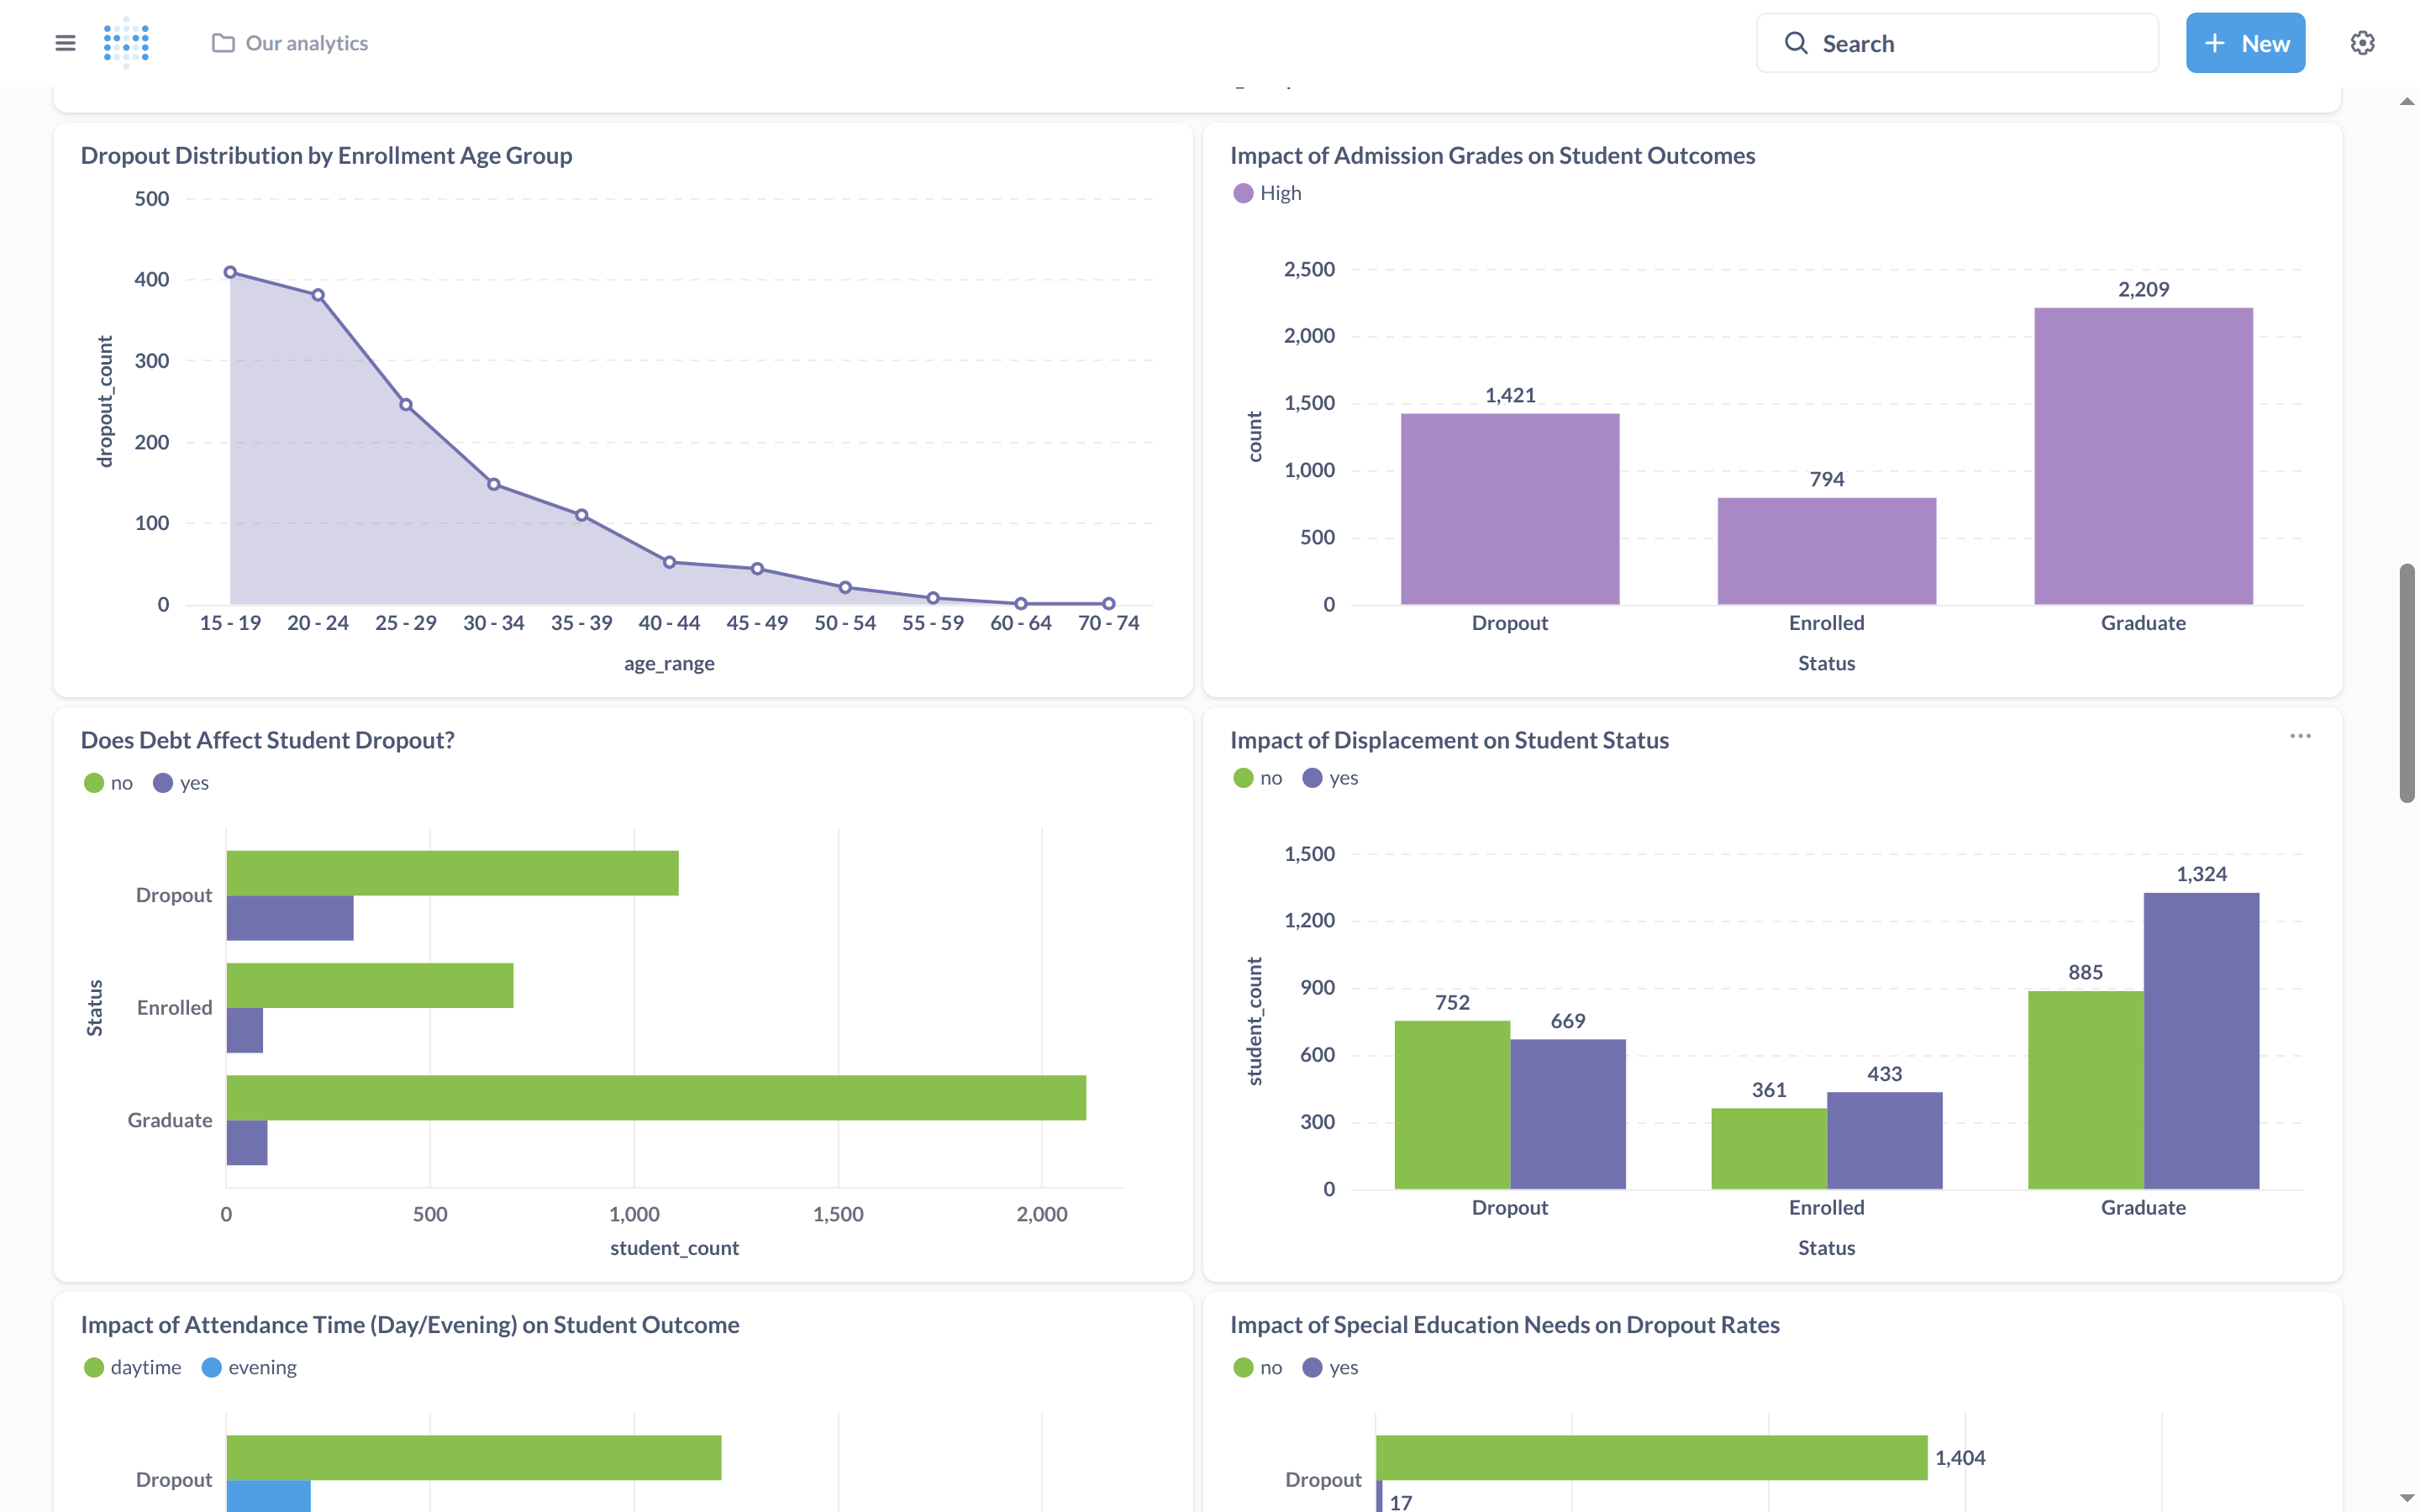 Our analytics
Search
New
Dropout Distribution by Enrollment Age Group
500
400
300
200
100
0
dropout_count
15 - 19 20 - 24 25 - 29 30 - 34 35 - 39 40 - 44 45 - 49 50 - 54 55 - 59 60 - 64 70 - 74
age_range
Impact of Admission Grades on Student Outcomes
High
2,500
2,000
1,500
1,000
500
0
count
1,421
794
2,209
Dropout Enrolled Graduate
Status
Does Debt Affect Student Dropout?
no yes
Status
Dropout
Enrolled
Graduate
0 500 1,000 1,500 2,000
student_count
Impact of Displacement on Student Status
no yes
1,500
1,200
900
600
300
0
student_count
752
669
361
433
885
1,324
Dropout Enrolled Graduate
Status
Impact of Attendance Time (Day/Evening) on Student Outcome
daytime evening
Dropout
Impact of Special Education Needs on Dropout Rates
no yes
Dropout
1,404
17